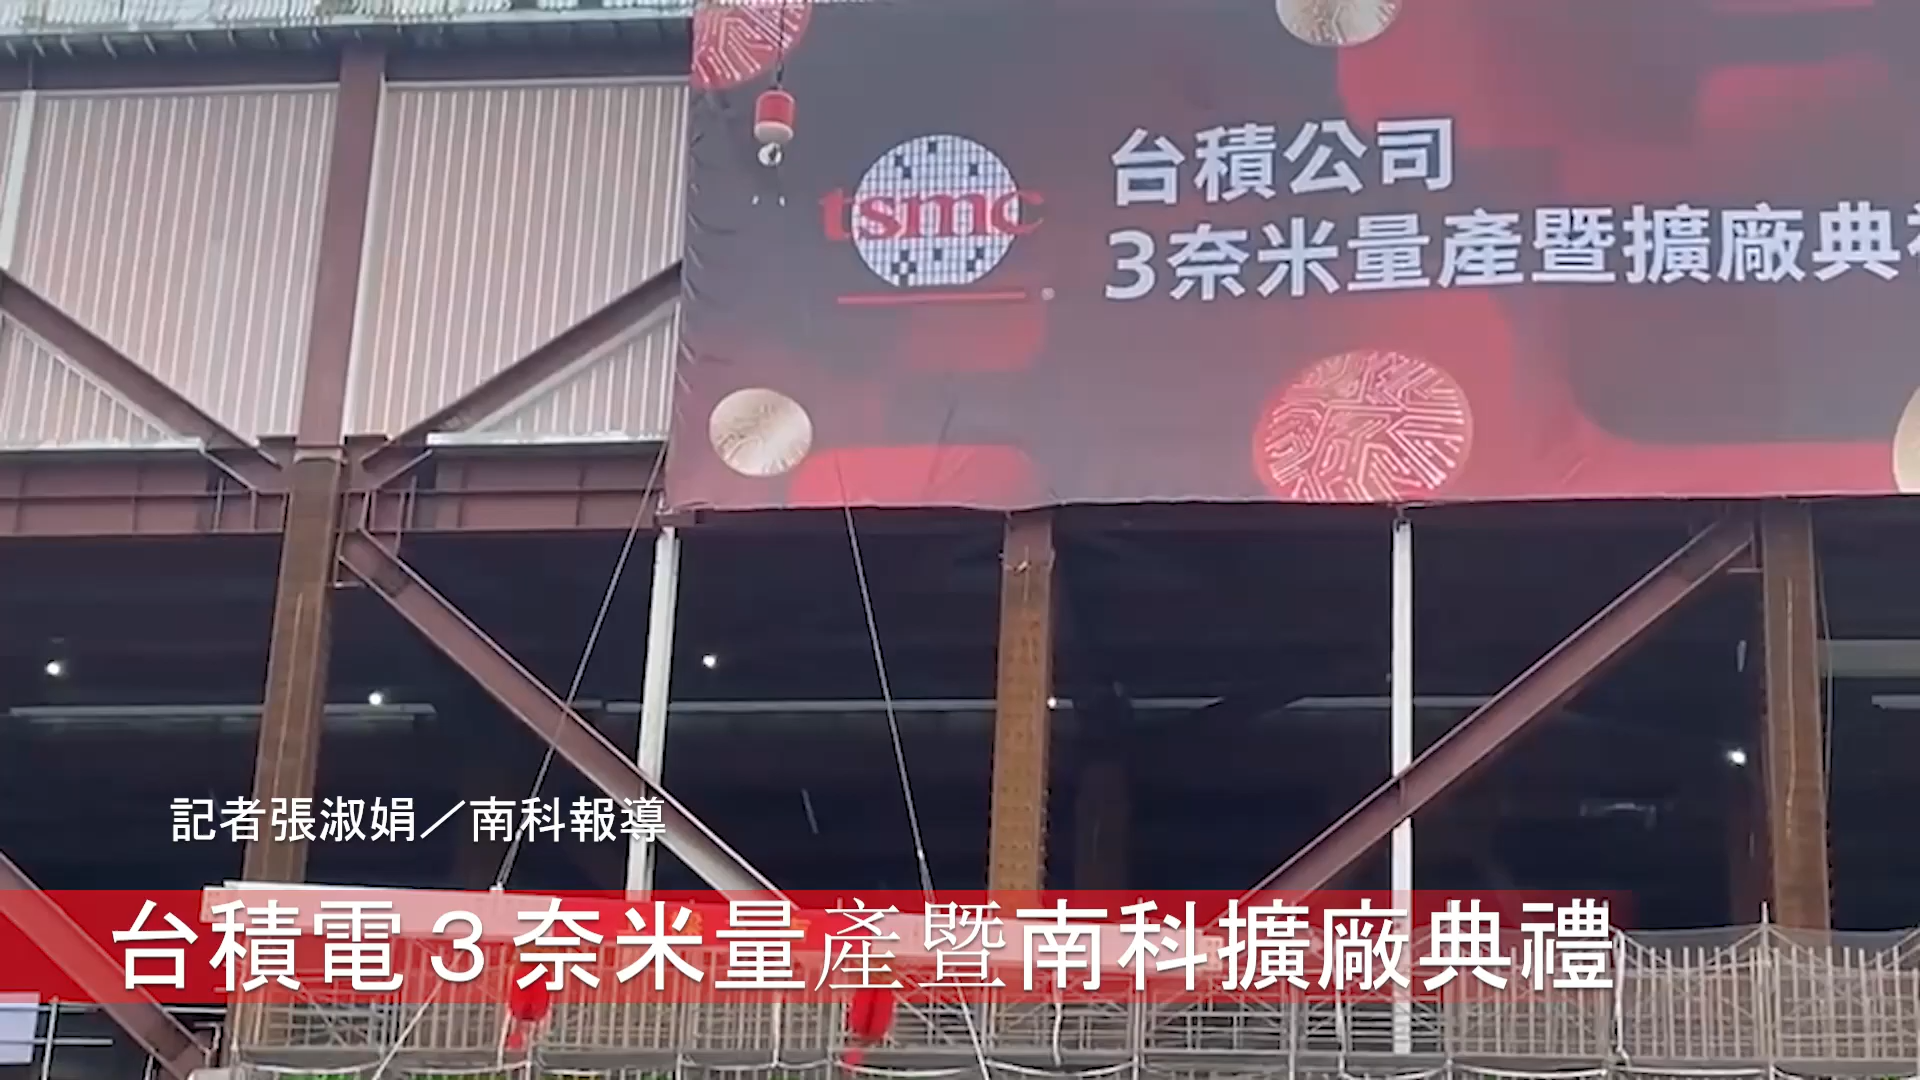 tsmc
台積公司
3奈米量產暨擴廠典
記者張淑娟／南科報導
台積電３奈米量產暨南科擴廠典禮